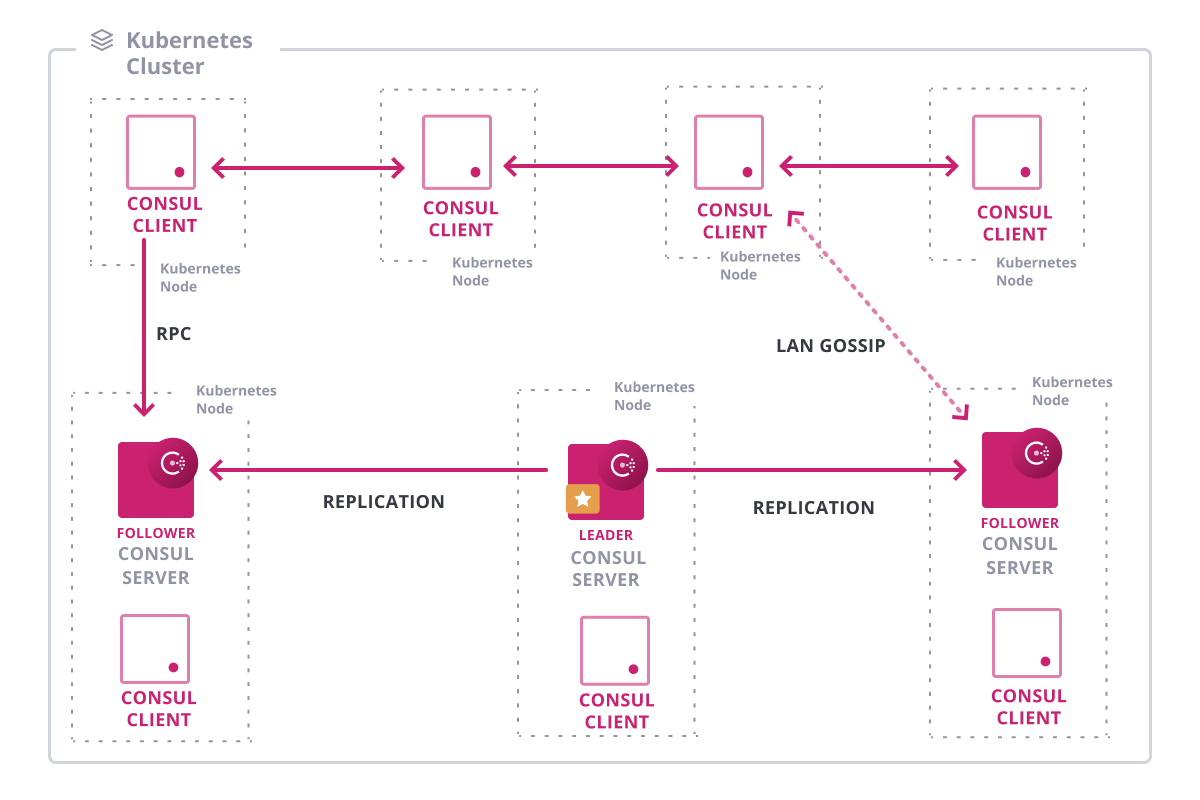 Kubernetes
Cluster
CONSUL
CLIENT
Kubernetes
Node
CONSUL
CLIENT
Kubernetes
Node
CONSUL
CLIENT
Kubernetes
Node
CONSUL
CLIENT
Kubernetes
Node
RPC
LAN GOSSIP
Kubernetes
Node
FOLLOWER
CONSUL
SERVER
CONSUL
CLIENT
REPLICATION
Kubernetes
Node
LEADER
CONSUL
SERVER
CONSUL
CLIENT
REPLICATION
Kubernetes
Node
FOLLOWER
CONSUL
SERVER
CONSUL
CLIENT